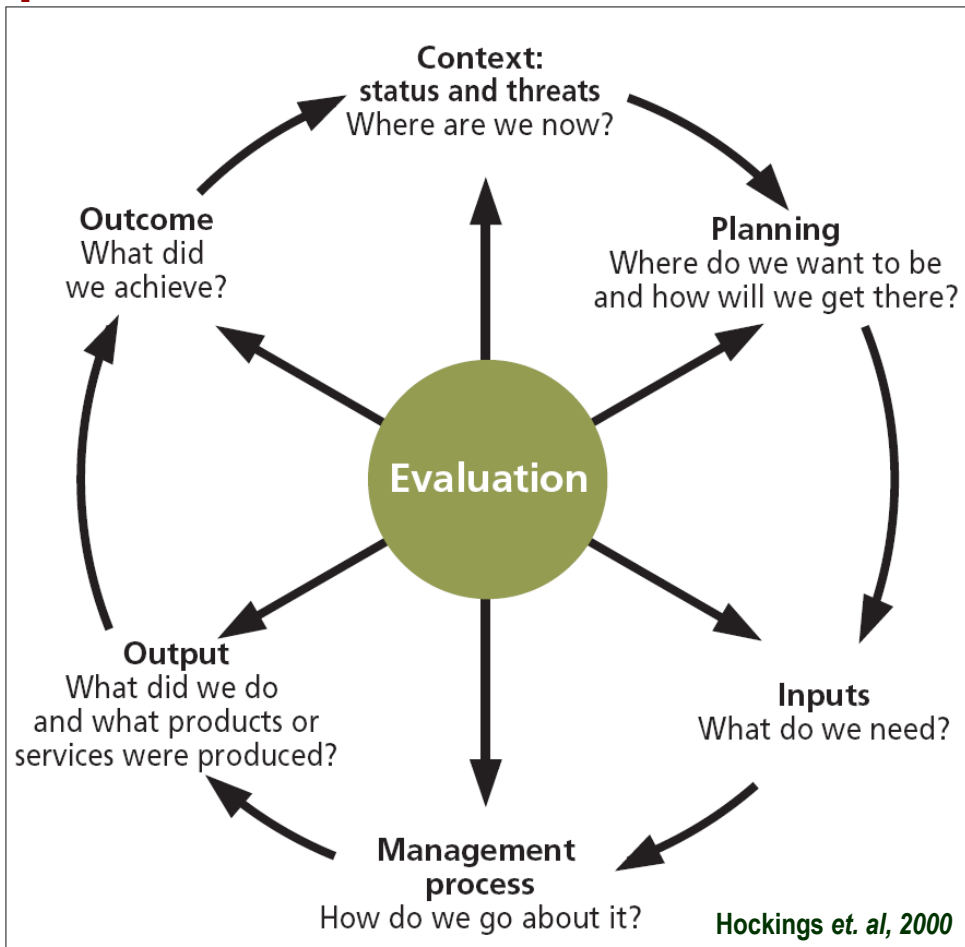 Context:
status and threats
Where are we now?
Planning
Where do we want to be
and how will we get there?
Inputs
What do we need?
Management
process
How do we go about it?
Output
What did we do
and what products or
services were produced?
Outcome
What did
we achieve?
Evaluation
Hockings et. al, 2000